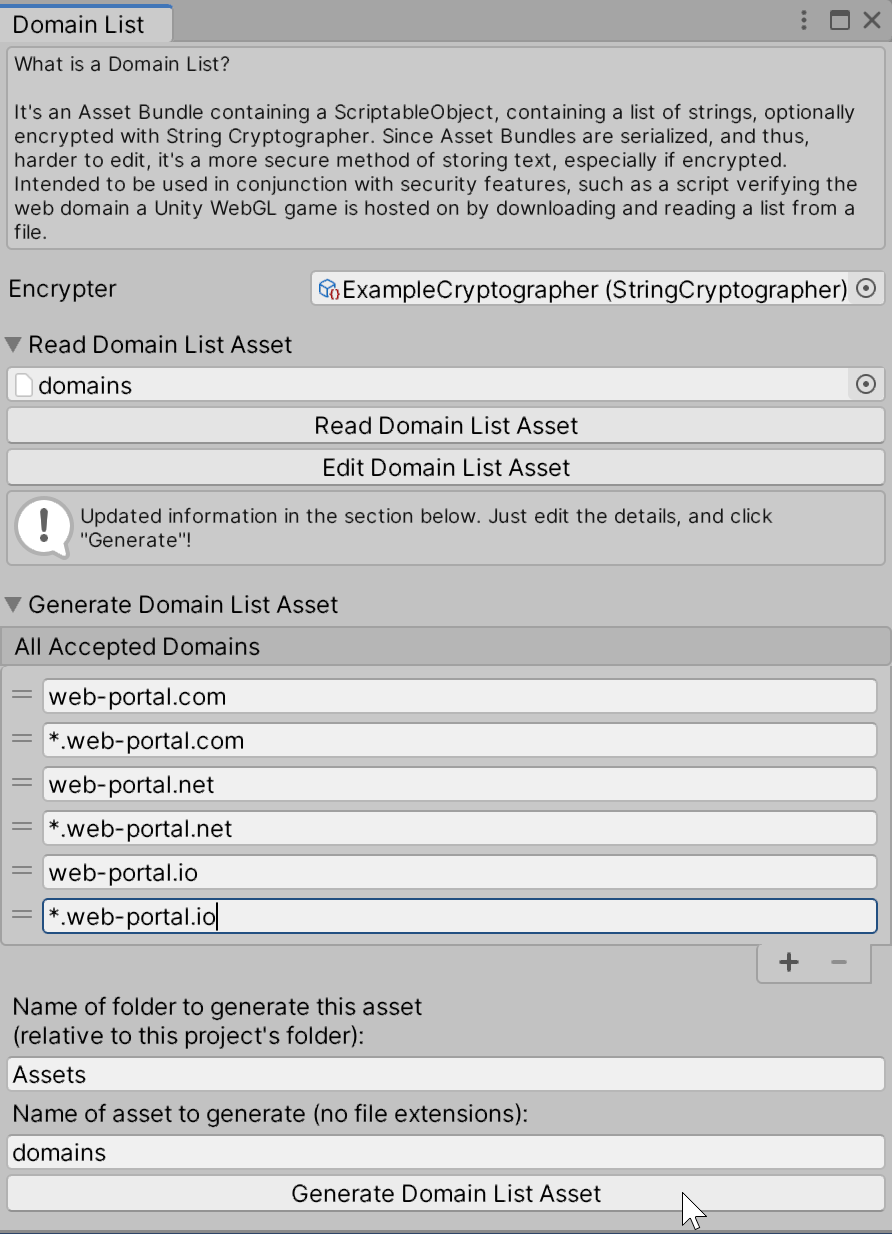 Domain List
What is a Domain List?
It's an Asset Bundle containing a ScriptableObject, containing a list of strings, optionally
encrypted with String Cryptographer. Since Asset Bundles are serialized, and thus,
harder to edit, it's a more secure method of storing text, especially if encrypted.
Intended to be used in conjunction with security features, such as a script verifying the
web domain a Unity WebGL game is hosted on by downloading and reading a list from a
file.
Encrypter
ExampleCryptographer (StringCryptographer)
Read Domain List Asset
domains
Read Domain List Asset
Edit Domain List Asset
Updated information in the section below. Just edit the details, and click
"Generate"!
Generate Domain List Asset
All Accepted Domains
web-portal.com
*.web-portal.com
web-portal.net
*.web-portal.net
web-portal.io
*.web-portal.io
Name of folder to generate this asset
(relative to this project's folder):
Assets
Name of asset to generate (no file extensions):
domains
Generate Domain List Asset